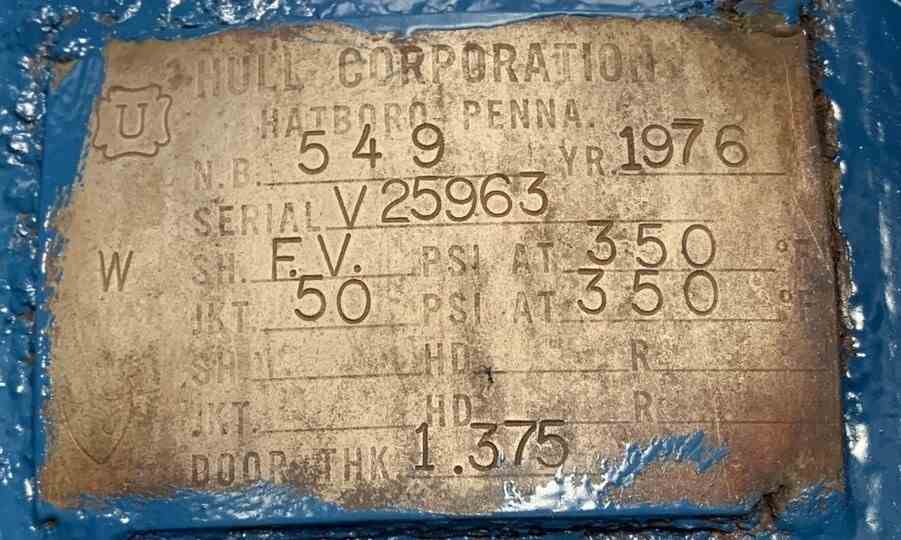 HULL CORPORATION
U
HATBORO PENNA.
N.B. 549 YR. 1976
SERIAL V25963
W
SH. F.V. PSI AT 350 °F
JKT. 50 PSI AT 350 °F
SH. HD. R.
JKT. HD. R.
DOOR THK 1.375